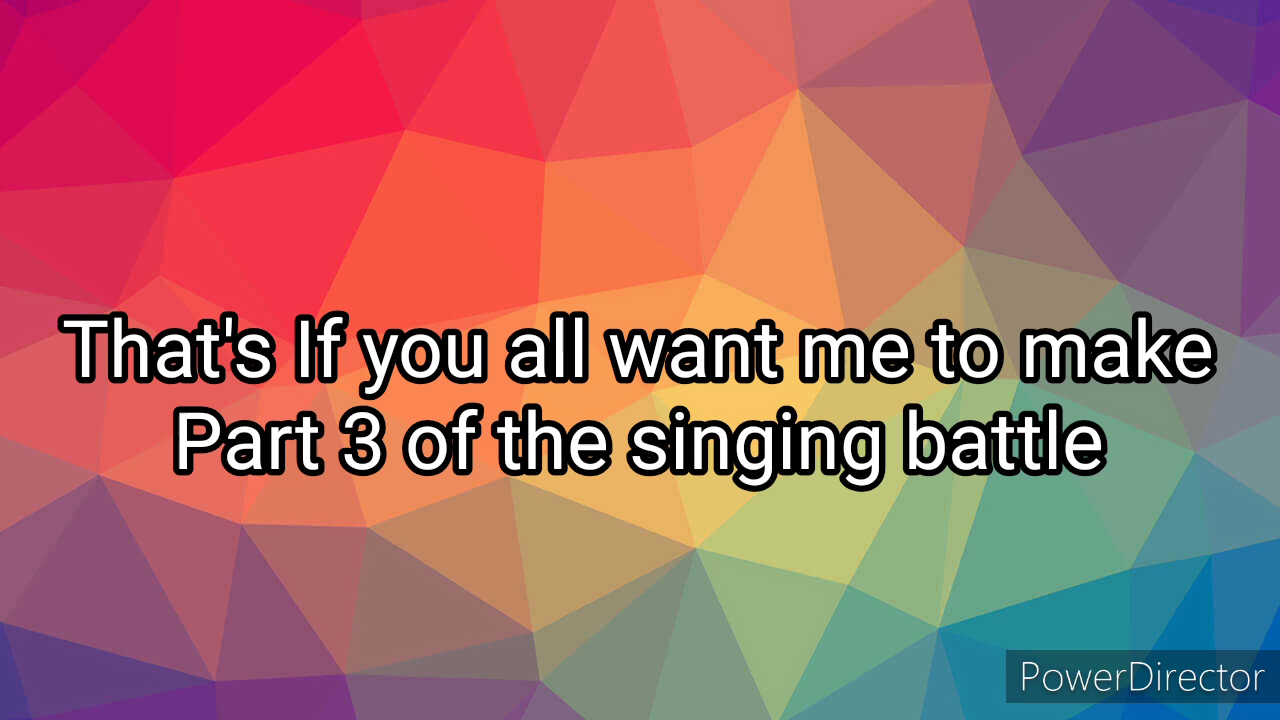 That's If you all want me to make
Part 3 of the singing battle
PowerDirector